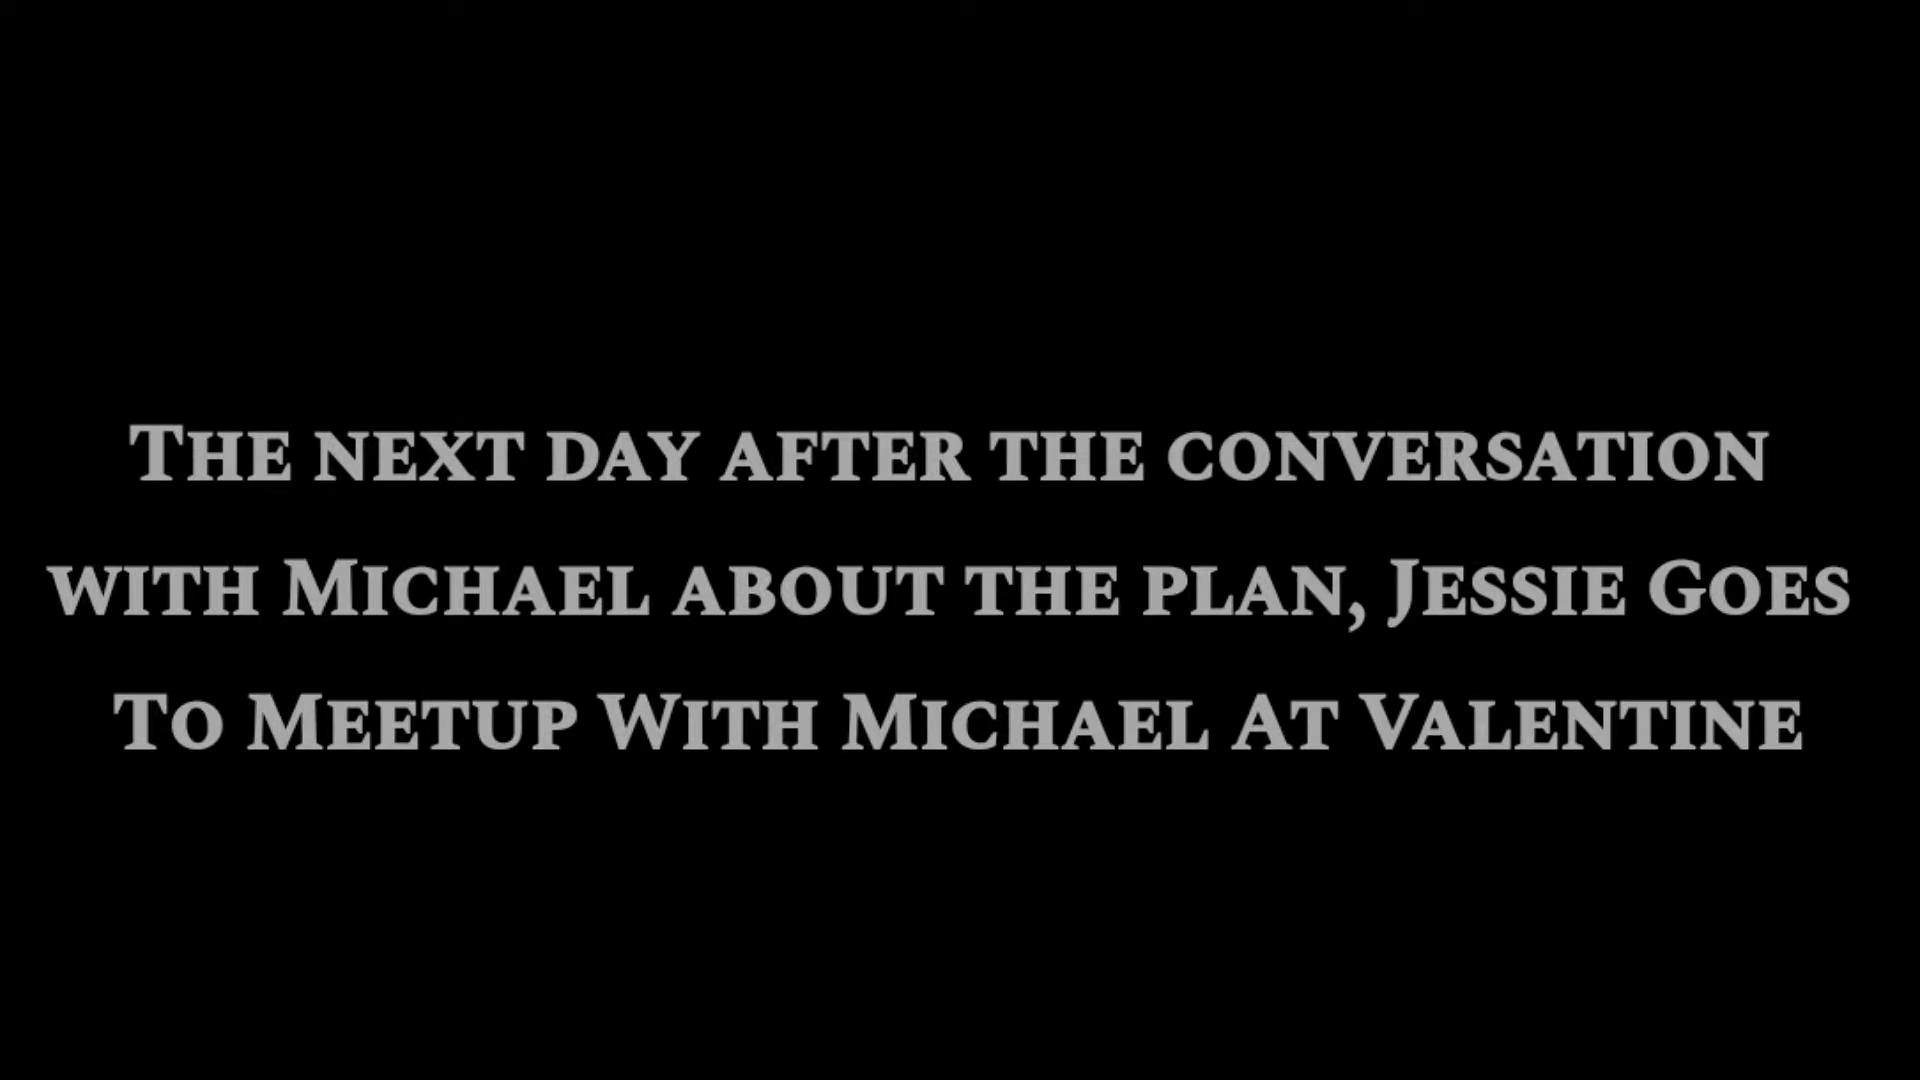 The next day after the conversation
with Michael about the plan, Jessie Goes
To Meetup With Michael At Valentine